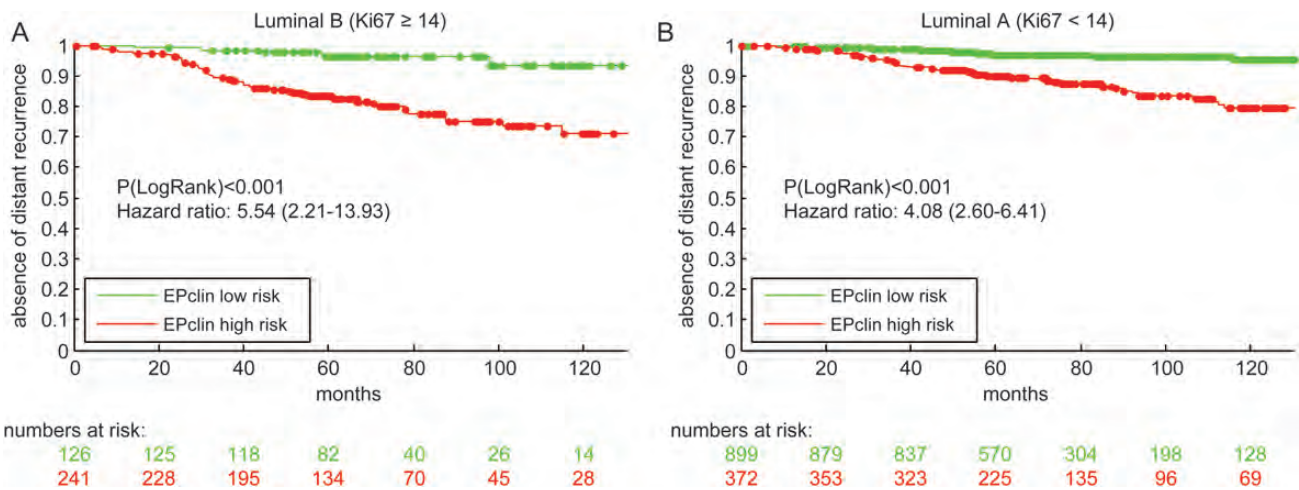 A
Luminal B (Ki67 ≥ 14)
absence of distant recurrence
1
0.9
0.8
0.7
0.6
0.5
0.4
0.3
0.2
0.1
0
P(LogRank)<0.001
Hazard ratio: 5.54 (2.21-13.93)
EPclin low risk
EPclin high risk
0 20 40 60 80 100 120
months
numbers at risk:
126 125 118 82 40 26 14
241 228 195 134 70 45 28
B
Luminal A (Ki67 < 14)
absence of distant recurrence
1
0.9
0.8
0.7
0.6
0.5
0.4
0.3
0.2
0.1
0
P(LogRank)<0.001
Hazard ratio: 4.08 (2.60-6.41)
EPclin low risk
EPclin high risk
0 20 40 60 80 100 120
months
numbers at risk:
899 879 837 570 304 198 128
372 353 323 225 135 96 69